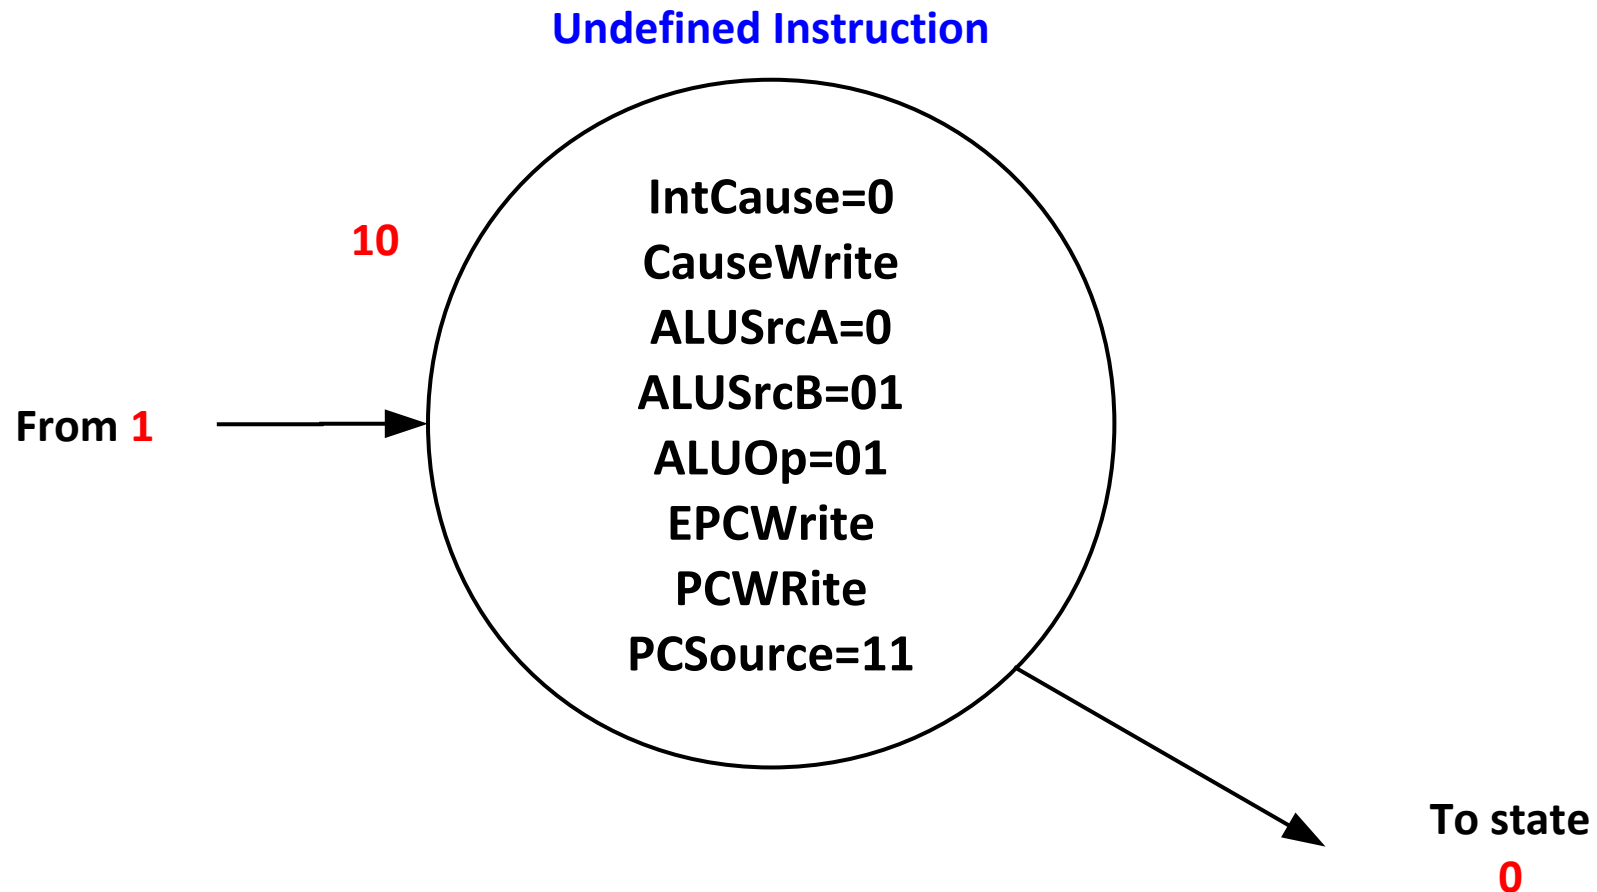 Undefined Instruction
10
IntCause=0
CauseWrite
ALUSrcA=0
ALUSrcB=01
ALUOp=01
EPCWrite
PCWRite
PCSource=11
From 1
To state
0